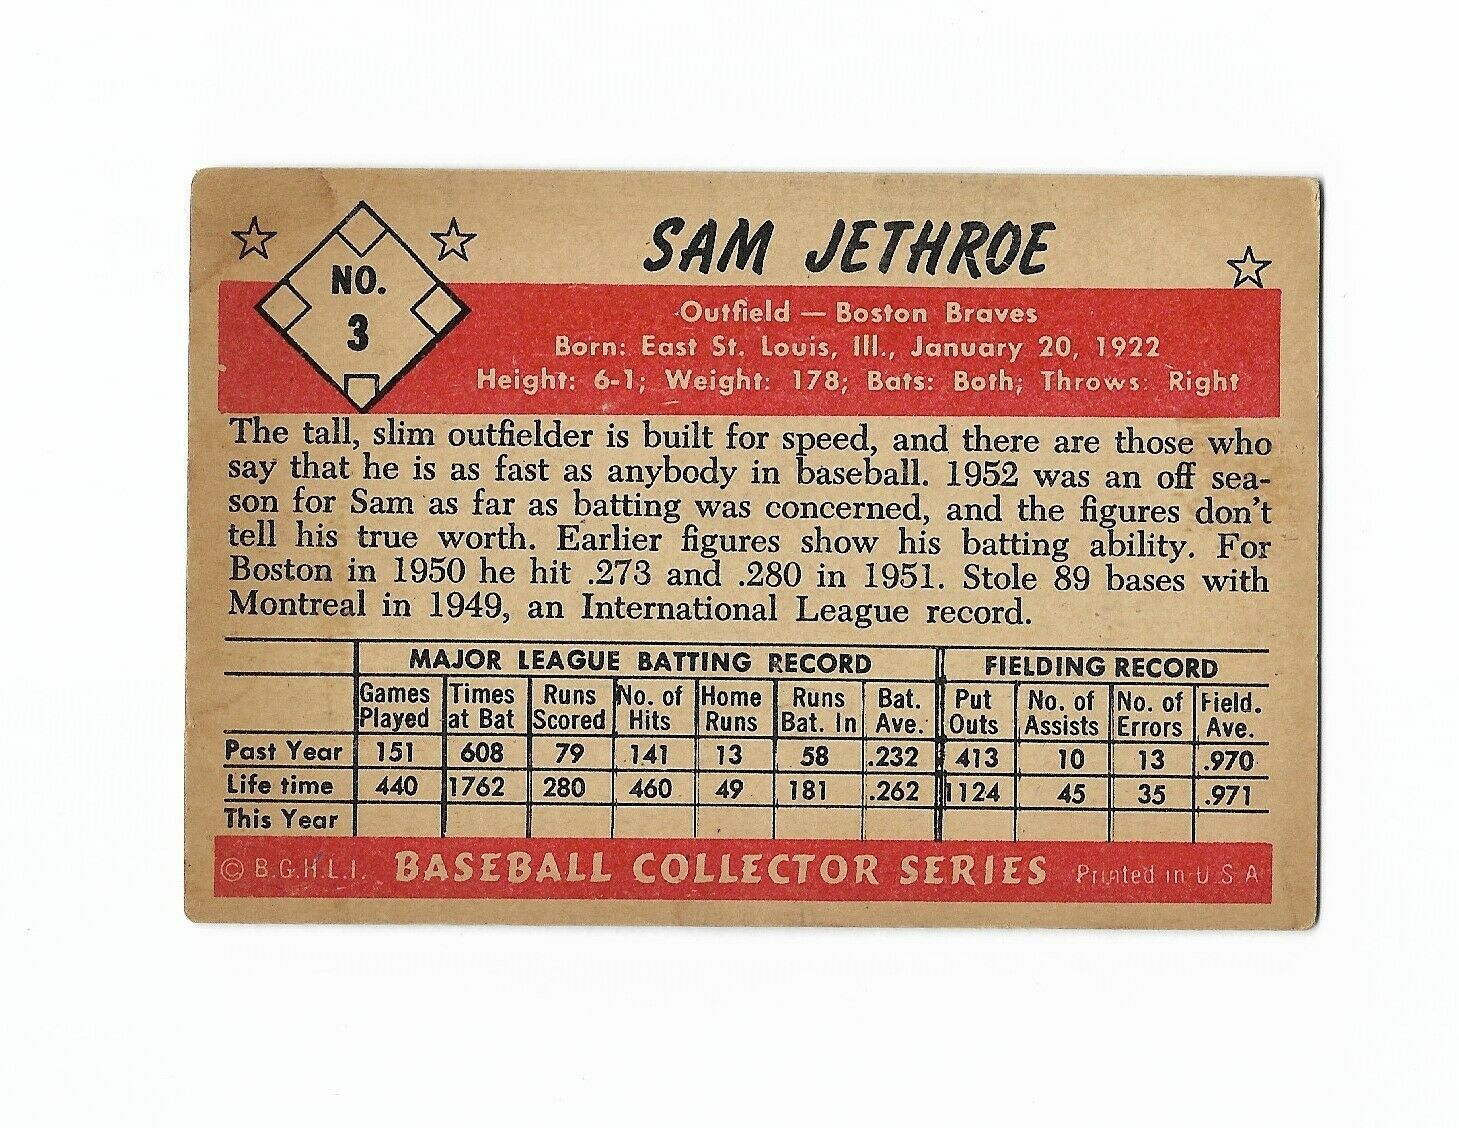 SAM JETHROE
NO.
3
Outfield — Boston Braves
Born: East St. Louis, Ill., January 20, 1922
Height: 6-1; Weight: 178; Bats: Both; Throws: Right
The tall, slim outfielder is built for speed, and there are those who
say that he is as fast as anybody in baseball. 1952 was an off sea-
son for Sam as far as batting was concerned, and the figures don't
tell his true worth. Earlier figures show his batting ability. For
Boston in 1950 he hit .273 and .280 in 1951. Stole 89 bases with
Montreal in 1949, an International League record.
MAJOR LEAGUE BATTING RECORD FIELDING RECORD
Games Times Runs No. of Home Runs Bat. Put No. of No. of Field.
Played at Bat Scored Hits Runs Bat. In Ave. Outs Assists Errors Ave.
Past Year 151 608 79 141 13 58 .232 413 10 13 .970
Life time 440 1762 280 460 49 181 .262 1124 45 35 .971
This Year
© B.G.H.L.I. BASEBALL COLLECTOR SERIES Printed in U S A